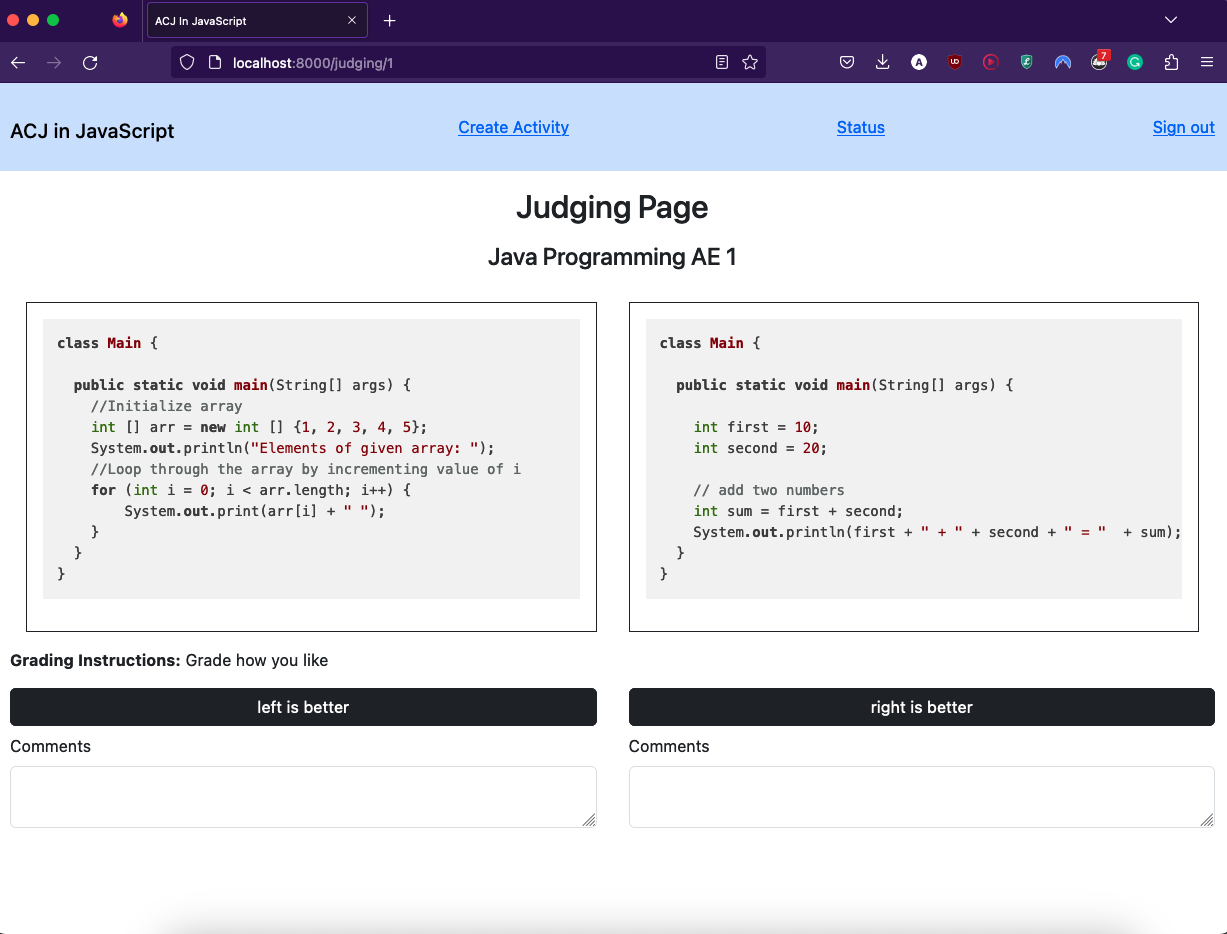 ACJ In JavaScript
localhost:8000/judging/1
A
UD
£
7
G
ACJ in JavaScript
Create Activity
Status
Sign out
Judging Page
Java Programming AE 1
class Main {
public static void main(String[] args) {
//Initialize array
int [] arr = new int [] {1, 2, 3, 4, 5};
System.out.println("Elements of given array: ");
//Loop through the array by incrementing value of i
for (int i = 0; i < arr.length; i++) {
System.out.print(arr[i] + " ");
}
}
}
class Main {
public static void main(String[] args) {
int first = 10;
int second = 20;
// add two numbers
int sum = first + second;
System.out.println(first + " + " + second + " = "  + sum);
}
}
Grading Instructions: Grade how you like
left is better
right is better
Comments
Comments